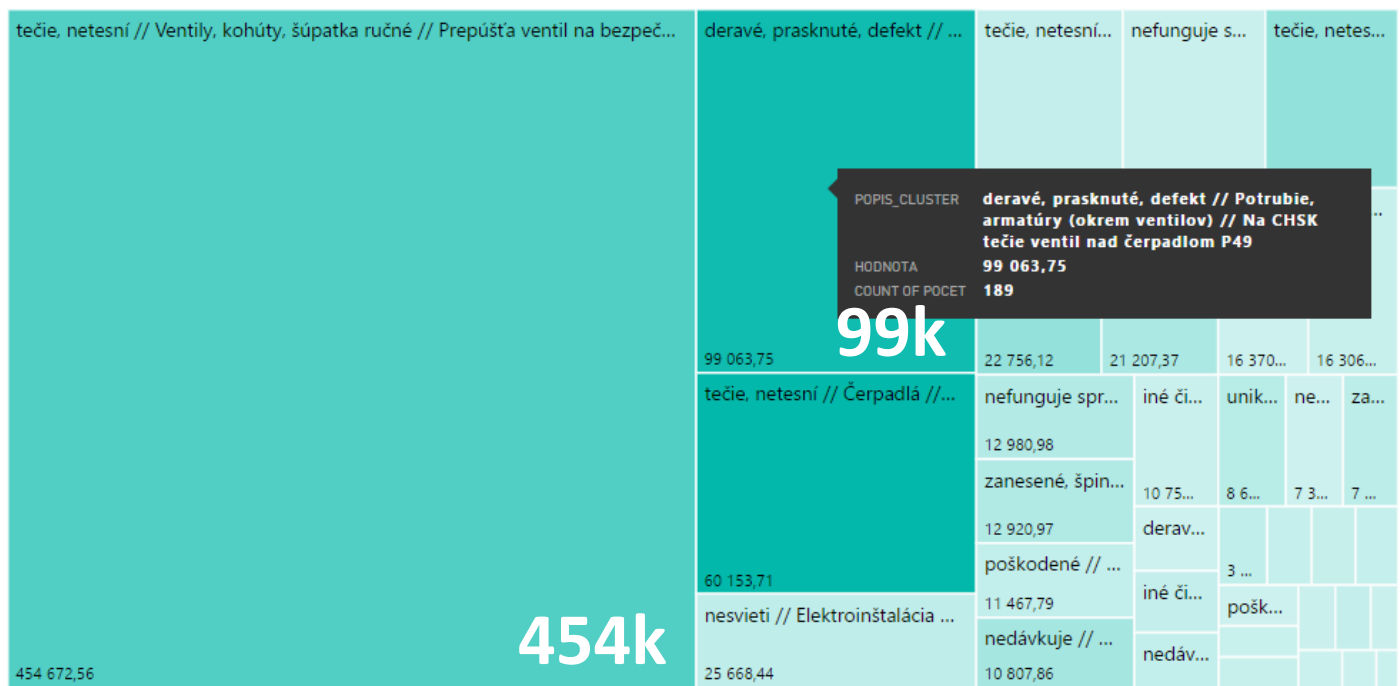 tečie, netesní // Ventily, kohúty, šúpatka ručné // Prepúšťa ventil na bezpeč...
454k
454 672,56
deravé, prasknuté, defekt // ...
99k
99 063,75
tečie, netesní // Čerpadlá //...
60 153,71
nesvieti // Elektroinštalácia ...
25 668,44
tečie, netesní...
nefunguje s...
tečie, netes...
POPIS_CLUSTER
deravé, prasknuté, defekt // Potrubie,
armatúry (okrem ventilov) // Na CHSK
tečie ventil nad čerpadlom P49
HODNOTA
99 063,75
COUNT OF POCET
189
...
22 756,12
21 207,37
16 370...
16 306...
nefunguje spr...
12 980,98
zanesené, špin...
12 920,97
poškodené // ...
11 467,79
nedávkuje // ...
10 807,86
iné či...
10 75...
derav...
iné či...
nedáv...
unik...
8 6...
ne...
7 3...
za...
7 ...
3 ...
pošk...